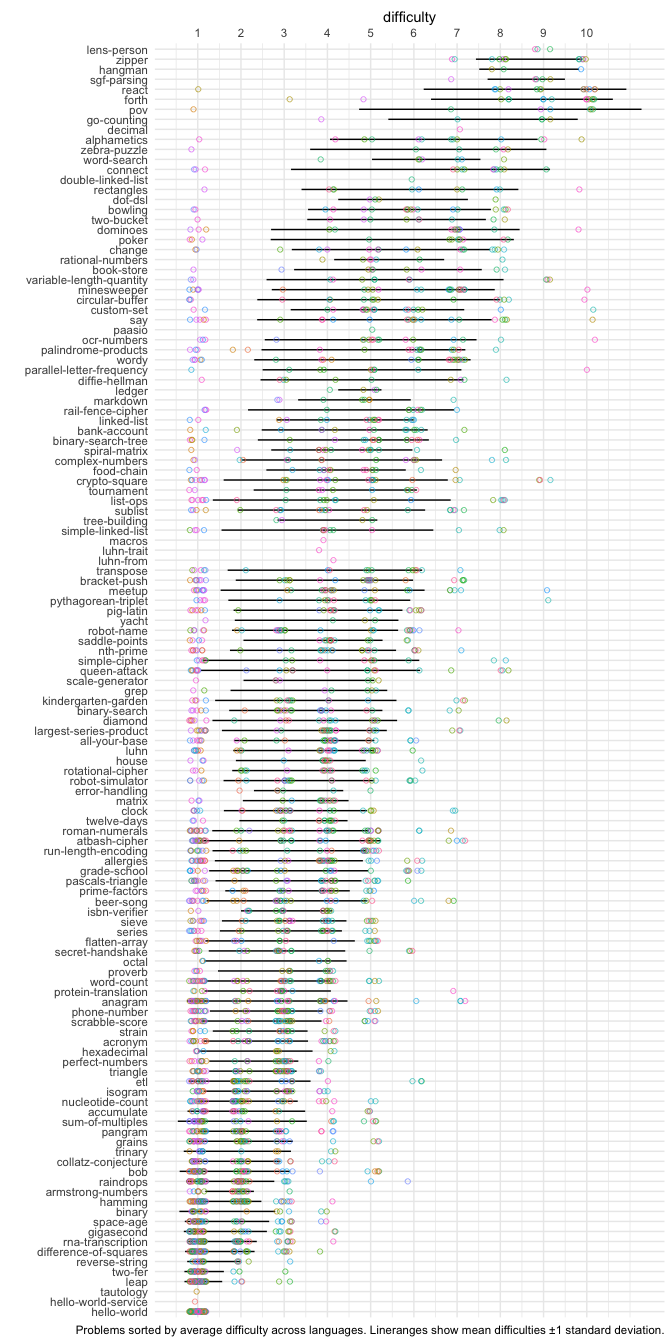 difficulty
1 2 3 4 5 6 7 8 9 10
lens-person
zipper
hangman
sgf-parsing
react
forth
pov
go-counting
decimal
alphametics
zebra-puzzle
word-search
connect
double-linked-list
rectangles
dot-dsl
bowling
two-bucket
dominoes
poker
change
rational-numbers
book-store
variable-length-quantity
minesweeper
circular-buffer
custom-set
say
paasio
ocr-numbers
palindrome-products
wordy
parallel-letter-frequency
diffie-hellman
ledger
markdown
rail-fence-cipher
linked-list
bank-account
binary-search-tree
spiral-matrix
complex-numbers
food-chain
crypto-square
tournament
list-ops
sublist
tree-building
simple-linked-list
macros
luhn-trait
luhn-from
transpose
bracket-push
meetup
pythagorean-triplet
pig-latin
yacht
robot-name
saddle-points
nth-prime
simple-cipher
queen-attack
scale-generator
grep
kindergarten-garden
binary-search
diamond
largest-series-product
all-your-base
luhn
house
rotational-cipher
robot-simulator
error-handling
matrix
clock
twelve-days
roman-numerals
atbash-cipher
run-length-encoding
allergies
grade-school
pascals-triangle
prime-factors
beer-song
isbn-verifier
sieve
series
flatten-array
secret-handshake
octal
proverb
word-count
protein-translation
anagram
phone-number
scrabble-score
strain
acronym
hexadecimal
perfect-numbers
triangle
etl
isogram
nucleotide-count
accumulate
sum-of-multiples
pangram
grains
trinary
collatz-conjecture
bob
raindrops
armstrong-numbers
hamming
binary
space-age
gigasecond
rna-transcription
difference-of-squares
reverse-string
two-fer
leap
tautology
hello-world-service
hello-world
Problems sorted by average difficulty across languages. Lineranges show mean difficulties ±1 standard deviation.